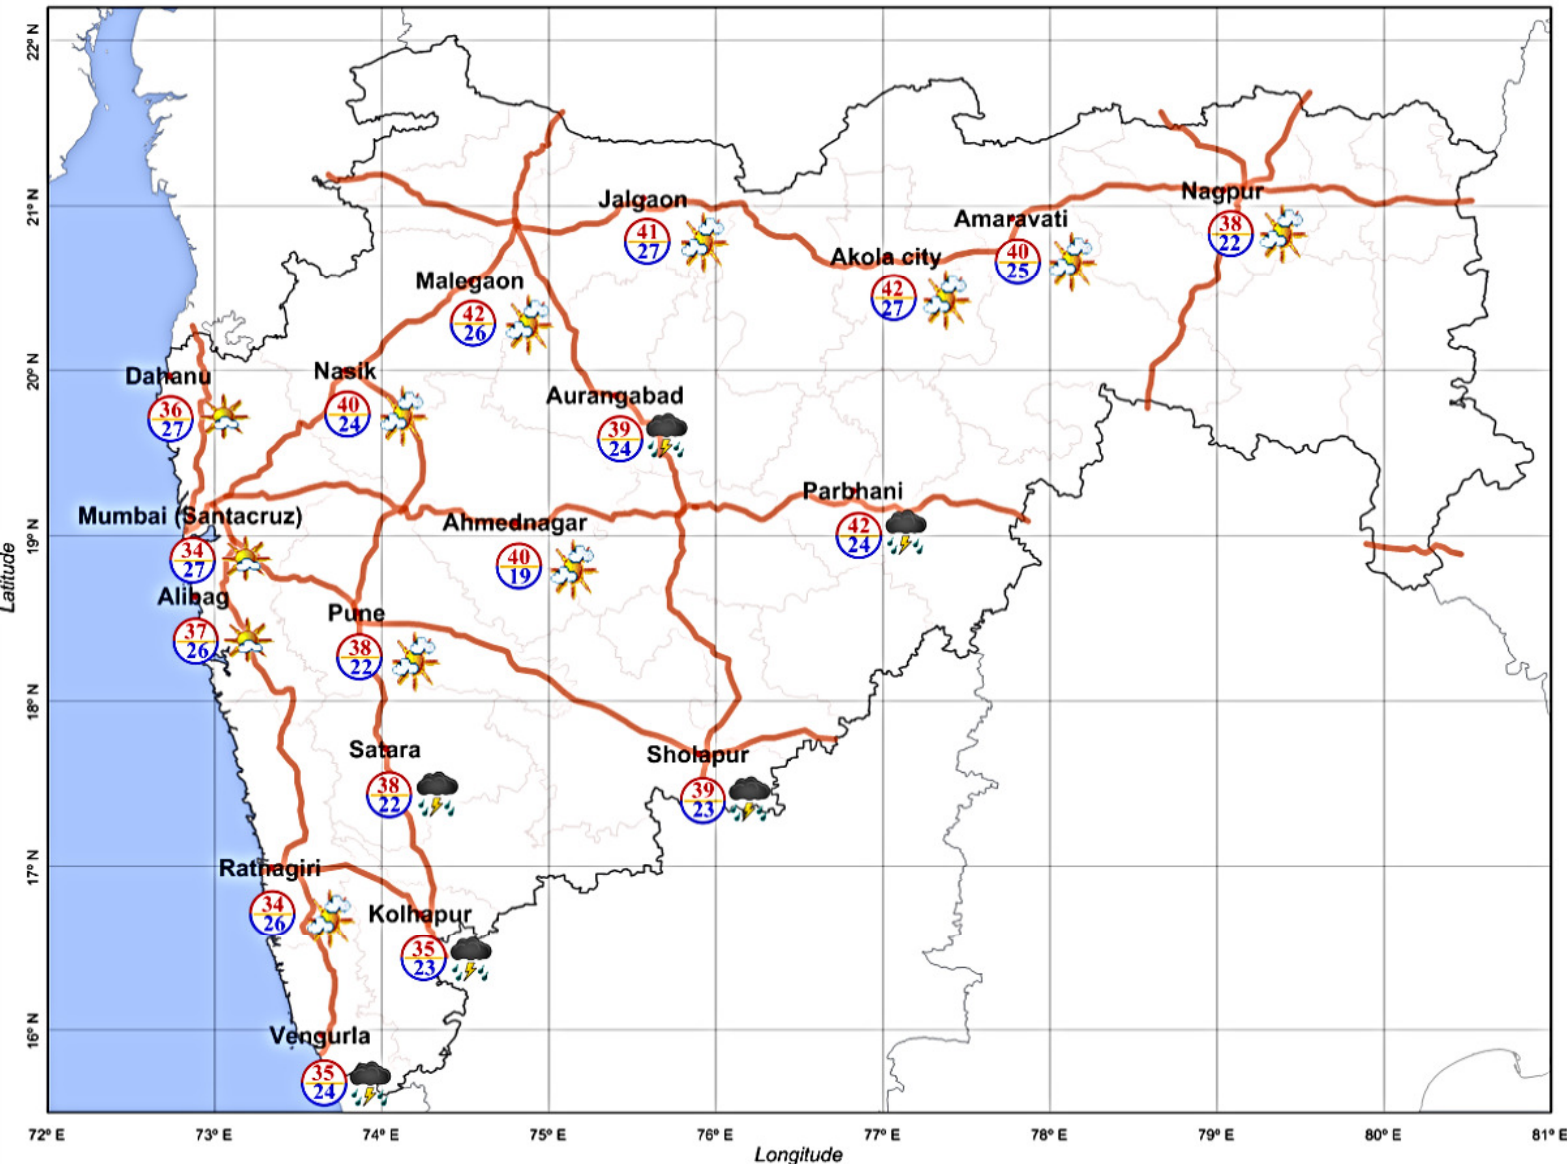 22° N
21° N
20° N
19° N
18° N
17° N
16° N
Latitude
Jalgaon
41
27
Nagpur
38
22
Amaravati
40
25
Akola city
42
27
Malegaon
42
26
Dahanu
36
27
Nasik
40
24
Aurangabad
39
24
Parbhani
42
24
Mumbai (Santacruz)
34
27
Ahmednagar
40
19
Alibag
37
26
Pune
38
22
Satara
38
22
Sholapur
39
23
Ratnagiri
34
26
Kolhapur
35
23
Vengurla
35
24
72° E 73° E 74° E 75° E 76° E 77° E 78° E 79° E 80° E 81° E
Longitude